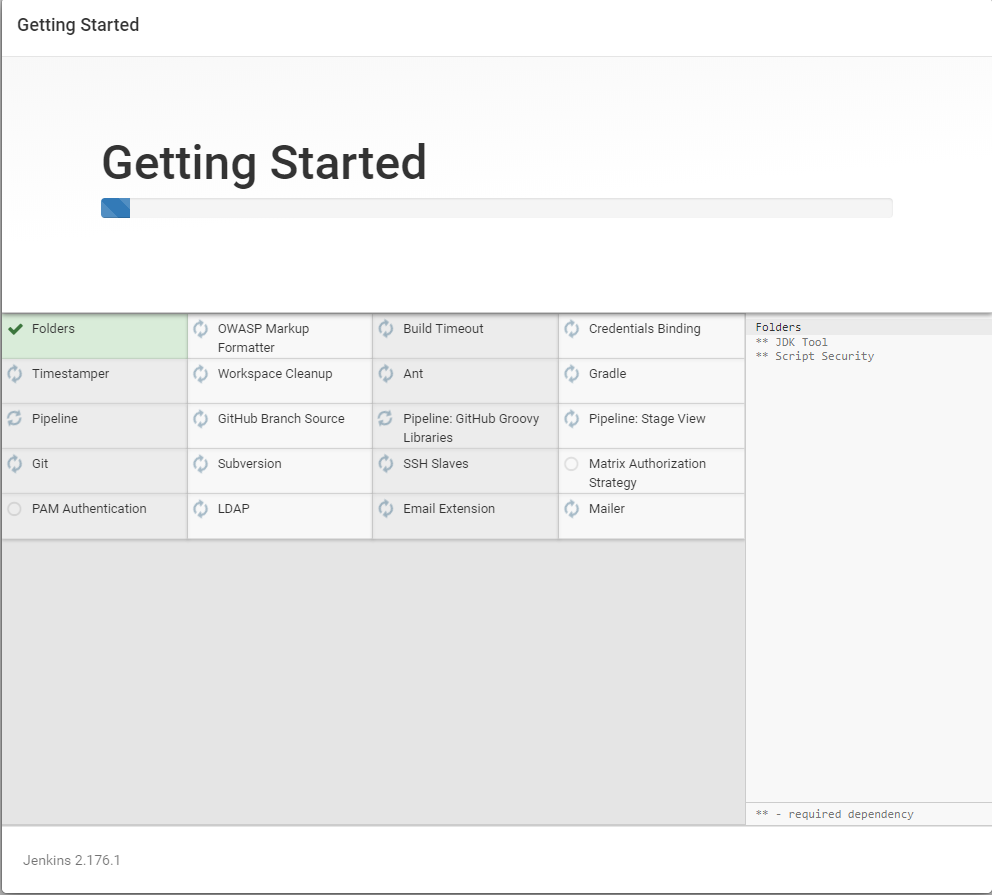 Getting Started
Getting Started
Folders
OWASP Markup
Formatter
Build Timeout
Credentials Binding
Timestamper
Workspace Cleanup
Ant
Gradle
Pipeline
GitHub Branch Source
Pipeline: GitHub Groovy
Libraries
Pipeline: Stage View
Git
Subversion
SSH Slaves
Matrix Authorization
Strategy
PAM Authentication
LDAP
Email Extension
Mailer
Folders
** JDK Tool
** Script Security
** - required dependency
Jenkins 2.176.1